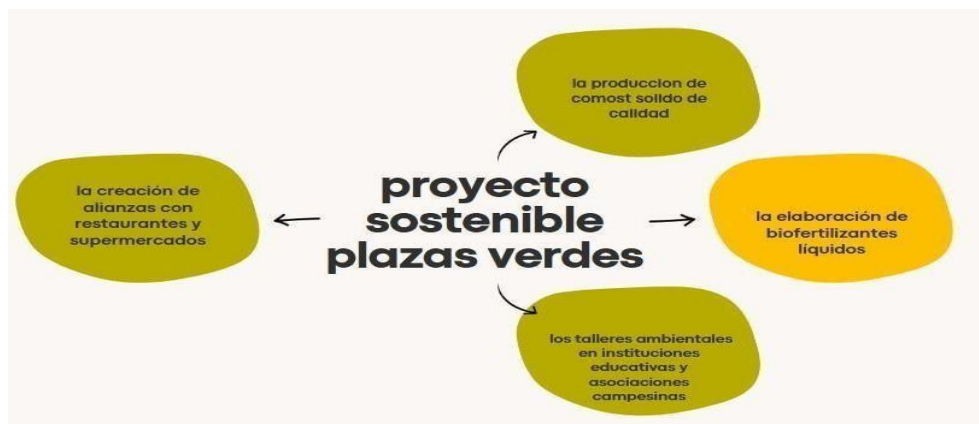 la produccion de
comost solido de
calidad
la creación de
alianzas con
restaurantes y
supermercados
proyecto
sostenible
plazas verdes
la elaboración de
biofertilizantes
líquidos
los talleres ambientales
en instituciones
educativas y
asociaciones
campesinas